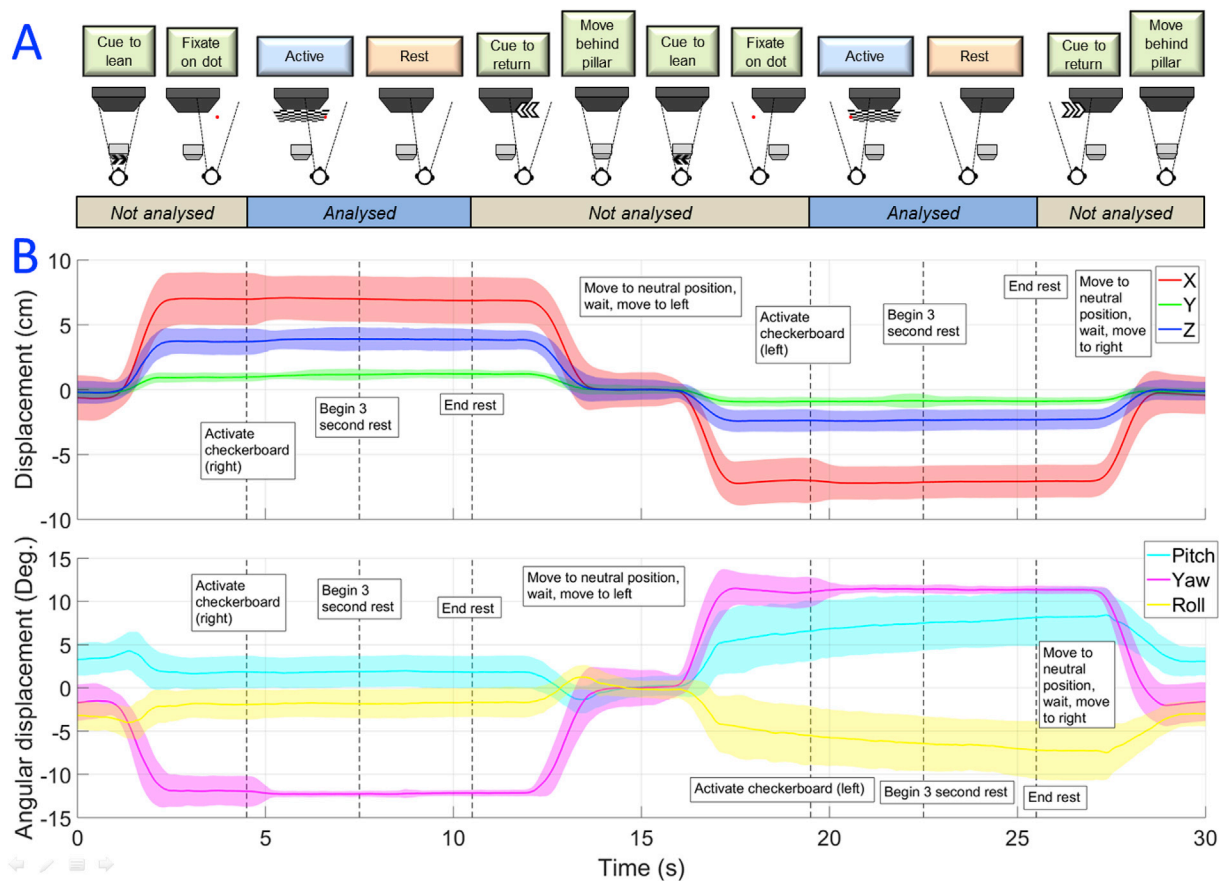 A
Cue to
lean
Fixate
on dot
Active
Rest
Cue to
return
Move
behind
pillar
Cue to
lean
Fixate
on dot
Active
Rest
Cue to
return
Move
behind
pillar
Not analysed
Analysed
Not analysed
Analysed
Not analysed
B
Displacement (cm)
10
5
0
-5
-10
Activate
checkerboard
(right)
Begin 3
second rest
End rest
Move to neutral position,
wait, move to left
Activate
checkerboard
(left)
Begin 3
second rest
End rest
Move to
neutral
position,
wait, move
to right
X
Y
Z
Angular displacement (Deg.)
15
10
5
0
-5
-10
-15
Activate
checkerboard
(right)
Begin 3
second rest
End rest
Move to neutral position,
wait, move to left
Activate checkerboard (left)
Begin 3 second rest
End rest
Move to
neutral
position,
wait, move
to right
Pitch
Yaw
Roll
0
5
10
15
20
25
30
Time (s)